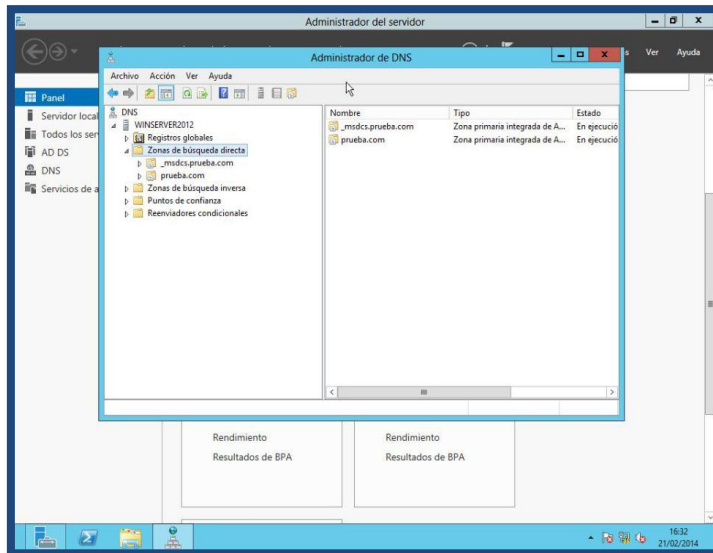 Administrador del servidor
Ver Ayuda
Administrador de DNS
Archivo Acción Ver Ayuda
Panel
Servidor local
Todos los ser
AD DS
DNS
Servicios de a
DNS
WINSERVER2012
Registros globales
Zonas de búsqueda directa
_msdcs.prueba.com
prueba.com
Zonas de búsqueda inversa
Puntos de confianza
Reenviadores condicionales
Nombre Tipo Estado
_msdcs.prueba.com Zona primaria integrada de A... En ejecució
prueba.com Zona primaria integrada de A... En ejecució
Rendimiento Rendimiento
Resultados de BPA Resultados de BPA
16:32
21/02/2014